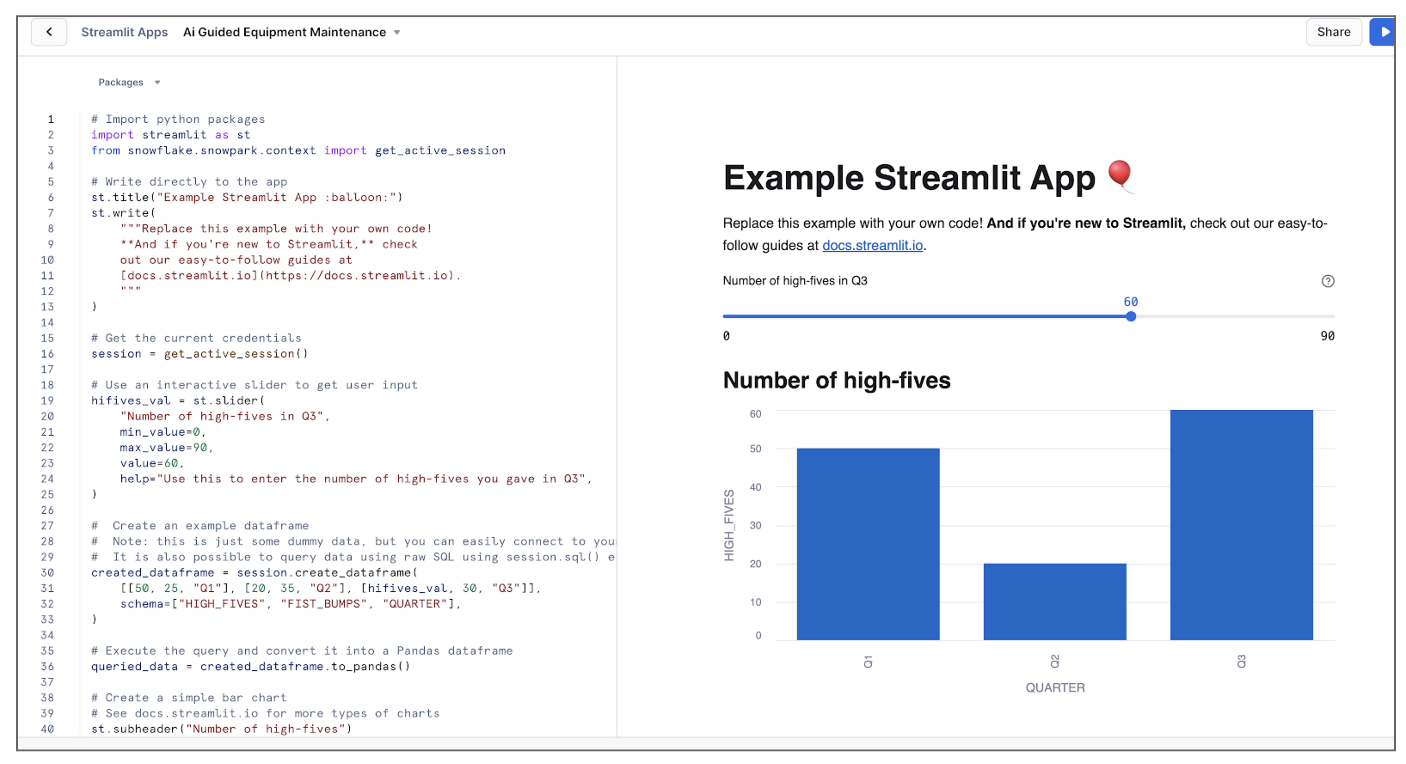 Streamlit Apps Ai Guided Equipment Maintenance
Share
Packages
1 # Import python packages
2 import streamlit as st
3 from snowflake.snowpark.context import get_active_session
4
5 # Write directly to the app
6 st.title("Example Streamlit App :balloon:")
7 st.write(
8 """Replace this example with your own code!
9 **And if you're new to Streamlit,** check
10 out our easy-to-follow guides at
11 [docs.streamlit.io](https://docs.streamlit.io).
12 """
13 )
14
15 # Get the current credentials
16 session = get_active_session()
17
18 # Use an interactive slider to get user input
19 hifives_val = st.slider(
20 "Number of high-fives in Q3",
21 min_value=0,
22 max_value=90,
23 value=60,
24 help="Use this to enter the number of high-fives you gave in Q3",
25 )
26
27 #  Create an example dataframe
28 #  Note: this is just some dummy data, but you can easily connect to you
29 #  It is also possible to query data using raw SQL using session.sql() e
30 created_dataframe = session.create_dataframe(
31 [[50, 25, "Q1"], [20, 35, "Q2"], [hifives_val, 30, "Q3"]],
32 schema=["HIGH_FIVES", "FIST_BUMPS", "QUARTER"],
33 )
34
35 # Execute the query and convert it into a Pandas dataframe
36 queried_data = created_dataframe.to_pandas()
37
38 # Create a simple bar chart
39 # See docs.streamlit.io for more types of charts
40 st.subheader("Number of high-fives")
Example Streamlit App
Replace this example with your own code! And if you're new to Streamlit, check out our easy-to-
follow guides at docs.streamlit.io.
Number of high-fives in Q3
60
0 90
Number of high-fives
60
50
40
30
20
10
0
HIGH_FIVES
Q1 Q2 Q3
QUARTER